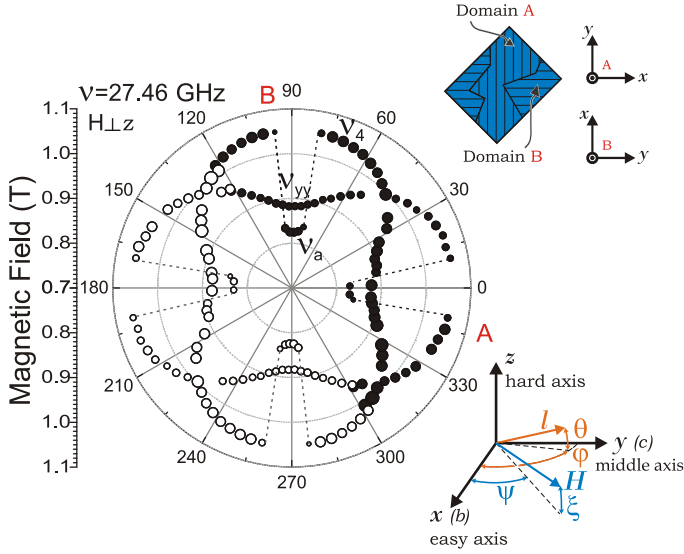 Domain A
y
A
x
x
B
y
Domain B
ν=27.46 GHz
H⊥z
B
90
120
60
150
30
180
0
210
330
240
300
270
ν4
νyy
νa
A
Magnetic Field (T)
1.1
1.0
0.9
0.8
0.7
0.8
0.9
1.0
1.1
z
hard axis
l
θ
φ
y (c)
middle axis
H
ψ
ξ
x (b)
easy axis